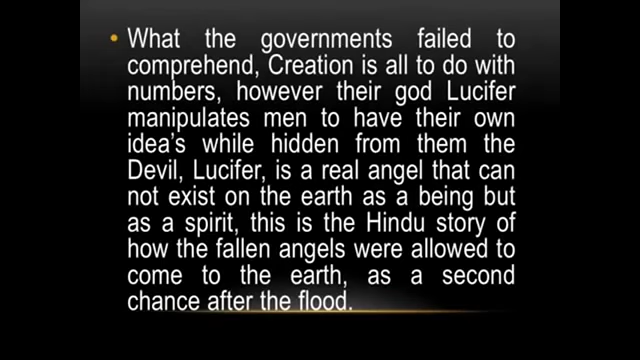 • What the governments failed to
comprehend, Creation is all to do with
numbers, however their god Lucifer
manipulates men to have their own
idea's while hidden from them the
Devil, Lucifer, is a real angel that can
not exist on the earth as a being but
as a spirit, this is the Hindu story of
how the fallen angels were allowed to
come to the earth, as a second
chance after the flood.